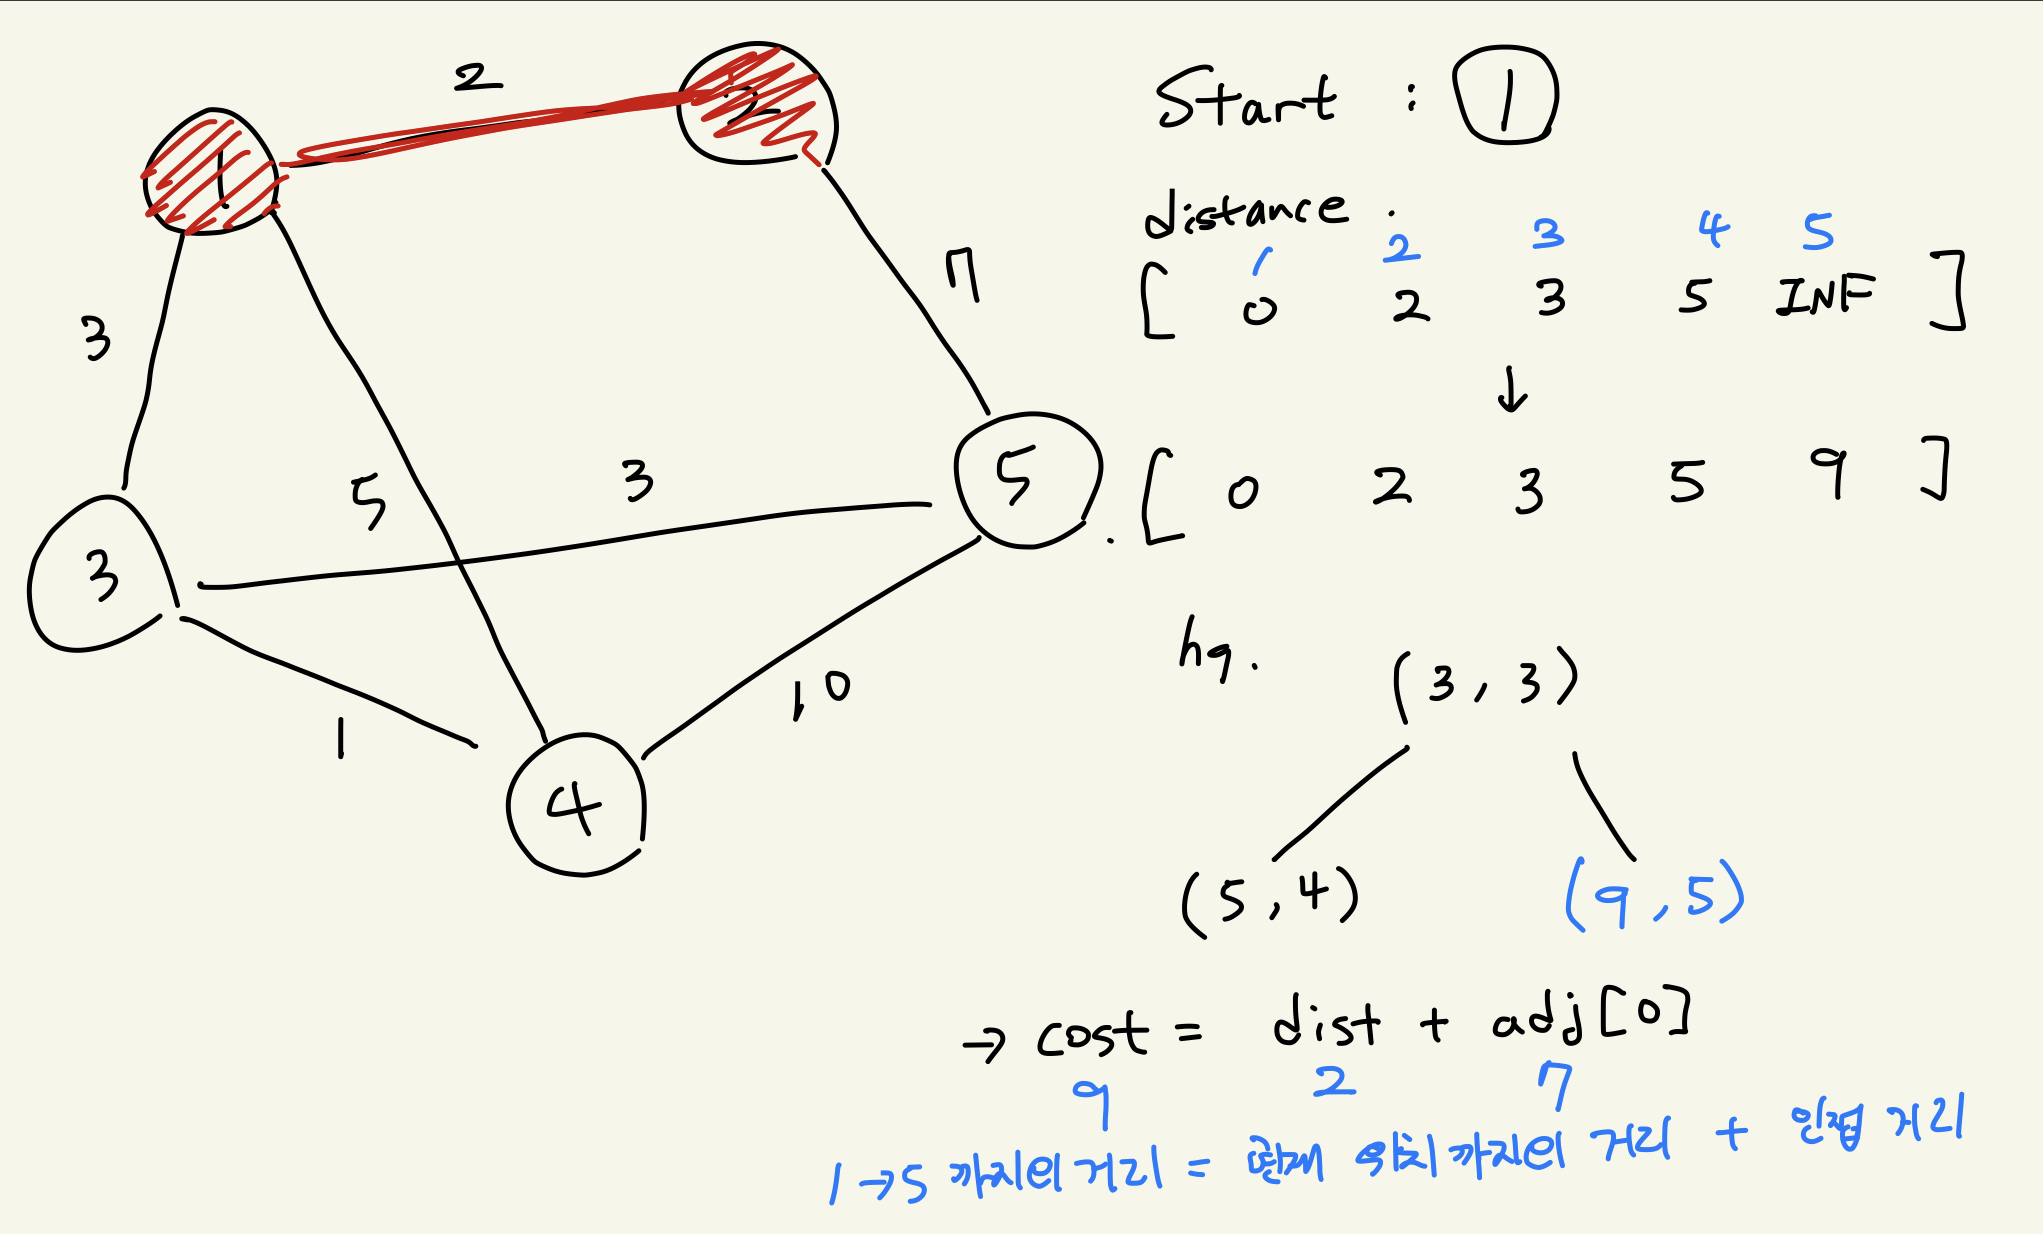 2
1
2
7
3
5
3
5
3
1
10
4
Start : 1
distance :
1 2 3 4 5
[ 0 2 3 5 INF ]
↓
[ 0 2 3 5 9 ]
hq.
(3, 3)
(5, 4) (9, 5)
→ cost = dist + adj[0]
9 2 7
1→5 까지의 거리 = 현재 위치까지의 거리 + 인접 거리